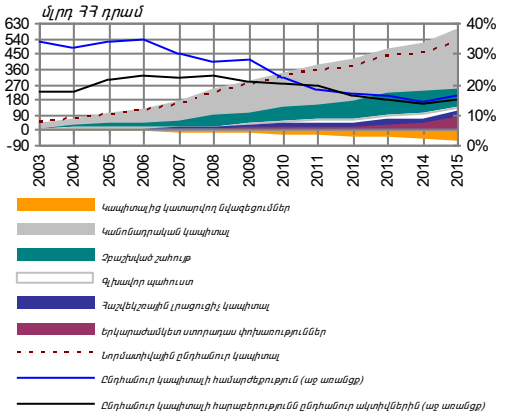 մլրդ ՀՀ դրամ
630 40%
540
450 30%
360
270 20%
180
90 10%
0
-90 0%
2003 2004 2005 2006 2007 2008 2009 2010 2011 2012 2013 2014 2015
Կապիտալից կատարվող նվազեցումներ
Կանոնադրական կապիտալ
Չբաշխված շահույթ
Գլխավոր պահուստ
Հաշվեկշռային լրացուցիչ կապիտալ
Երկարաժամկետ ստորադաս փոխառություններ
Նորմատիվային ընդհանուր կապիտալ
Ընդհանուր կապիտալի համարժեքություն (աջ առանցք)
Ընդհանուր կապիտալի հարաբերությունն ընդհանուր ակտիվներին (աջ առանցք)